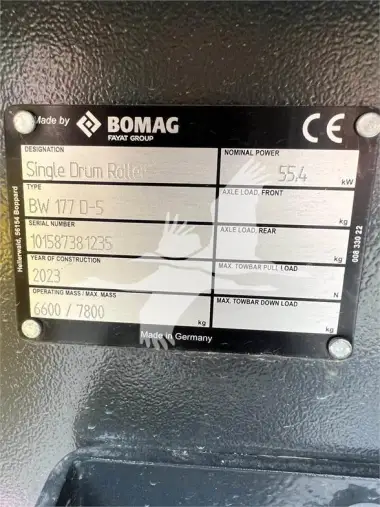 Made by BOMAG
FAYAT GROUP
CE
DESIGNATION
Single Drum Roller
NOMINAL POWER
55,4 kW
TYPE
BW 177 D-5
AXLE LOAD, FRONT
kg
SERIAL NUMBER
101587381235
AXLE LOAD, REAR
kg
YEAR OF CONSTRUCTION
2023
MAX. TOWBAR PULL LOAD
N
OPERATING MASS / MAX. MASS
6600 / 7800 kg
MAX. TOWBAR DOWN LOAD
kg
Made in Germany
Hellerwald, 56154 Boppard
008 330 22